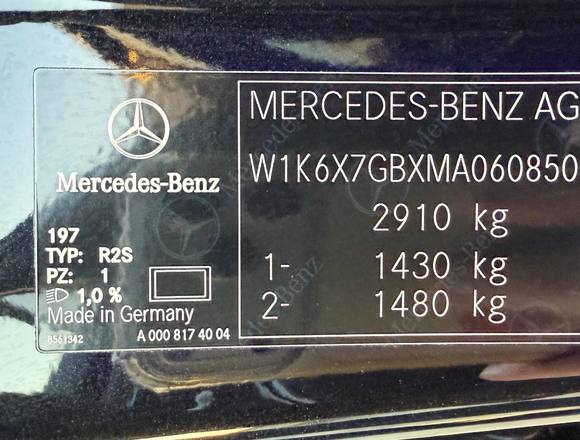 MERCEDES-BENZ AG
Mercedes-Benz
W1K6X7GBXMA060850
2910 kg
197
TYP: R2S
1- 1430 kg
PZ: 1
1,0 %
2- 1480 kg
Made in Germany
8561342 A 000 817 40 04